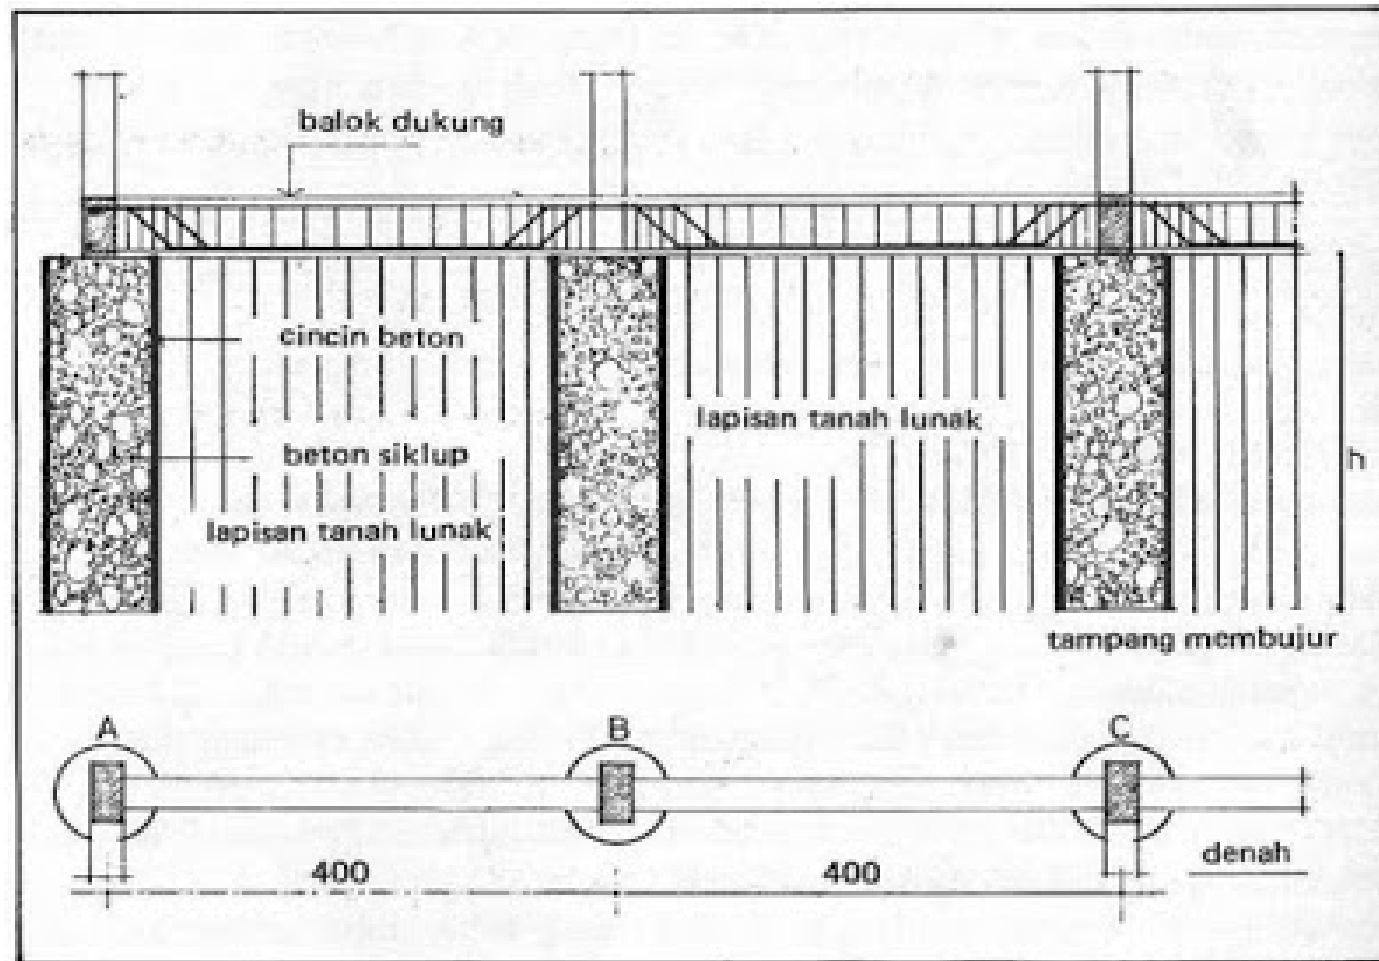 balok dukung
cincin beton
lapisan tanah lunak
beton siklup
h
lapisan tanah lunak
tampang membujur
A B C
400 400
denah